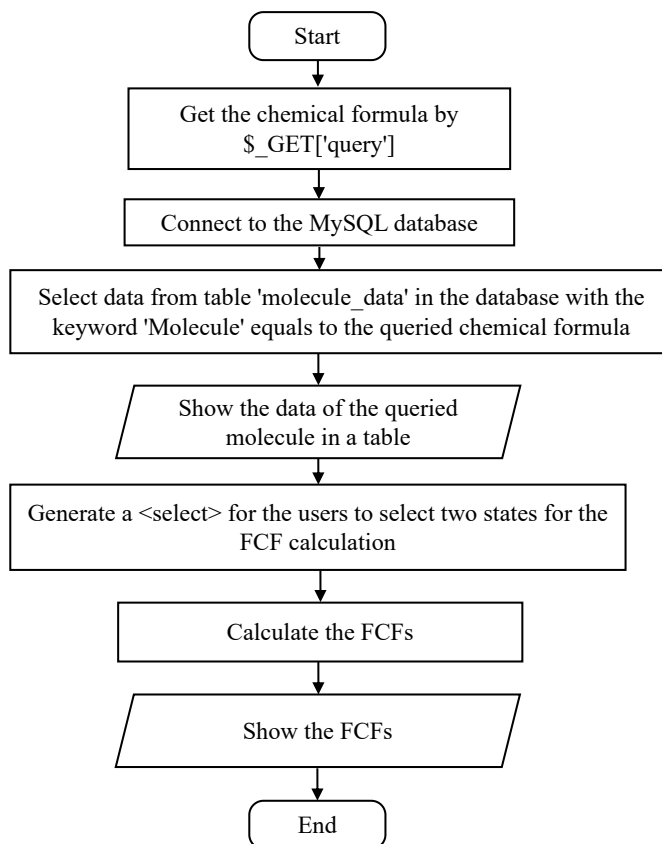 Start
Get the chemical formula by
$_GET['query']
Connect to the MySQL database
Select data from table 'molecule_data' in the database with the
keyword 'Molecule' equals to the queried chemical formula
Show the data of the queried
molecule in a table
Generate a <select> for the users to select two states for the
FCF calculation
Calculate the FCFs
Show the FCFs
End